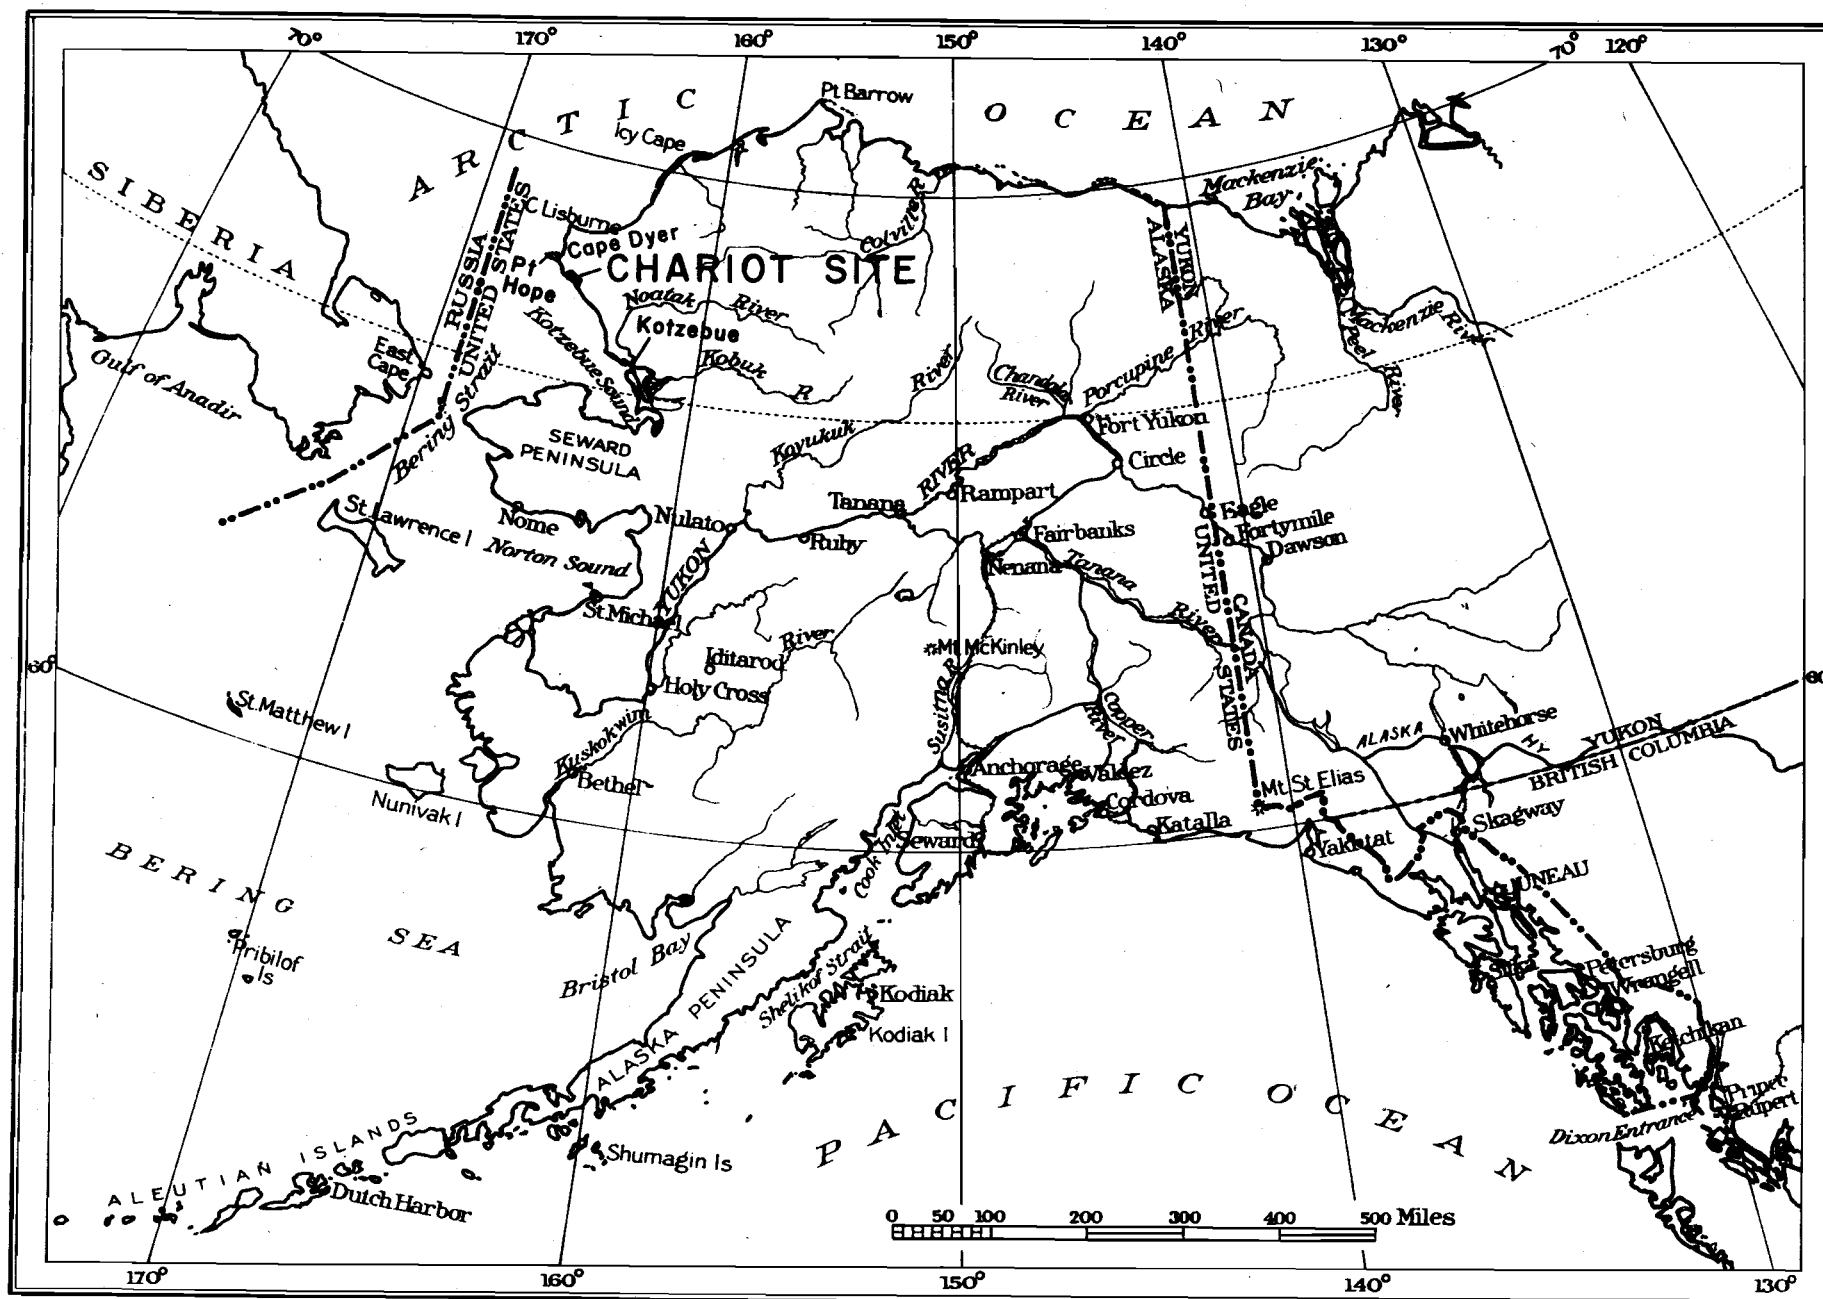 70° 170° 160° 150° 140° 130° 70° 120°
ARCTIC OCEAN
Pt Barrow
Icy Cape
SIBERIA
C Lisburne
Cape Dyer
Pt
Hope
CHARIOT SITE
RUSSIA
UNITED STATES
Colville R
Mackenzie
Bay
ALASKA
YUKON
Noatak River
Kotzebue
Kotzebue Sound
Kobuk R
East
Cape
Gulf of Anadir
Bering Strait
Mackenzie River
Peel River
Porcupine River
Chandalar
River
Koyukuk River
Fort Yukon
Circle
SEWARD
PENINSULA
YUKON RIVER
Rampart
Tanana
Nulato
Ruby
Nome
St. Lawrence I
Norton Sound
Fairbanks
Nenana
Tanana River
Eagle
Fortymile
Dawson
UNITED STATES
CANADA
St Michael
Iditarod
Holy Cross
Kuskokwim River
Mt McKinley
Susitna R
Copper
River
60° 60
St. Matthew I
Nunivak I
Bethel
ALASKA HY
Whitehorse
YUKON
BRITISH COLUMBIA
Anchorage
Valdez
Cordova
Katalla
Seward
Cook Inlet
Mt. St Elias
Yakutat
Skagway
JUNEAU
Sitka
Petersburg
Wrangell
Ketchikan
Prince
Rupert
Dixon Entrance
BERING SEA
Pribilof
Is
Bristol Bay
ALASKA PENINSULA
Shelikof Strait
Kodiak
Kodiak I
PACIFIC OCEAN
ALEUTIAN ISLANDS
Shumagin Is
Dutch Harbor
0 50 100 200 300 400 500 Miles
170° 160° 150° 140° 130°